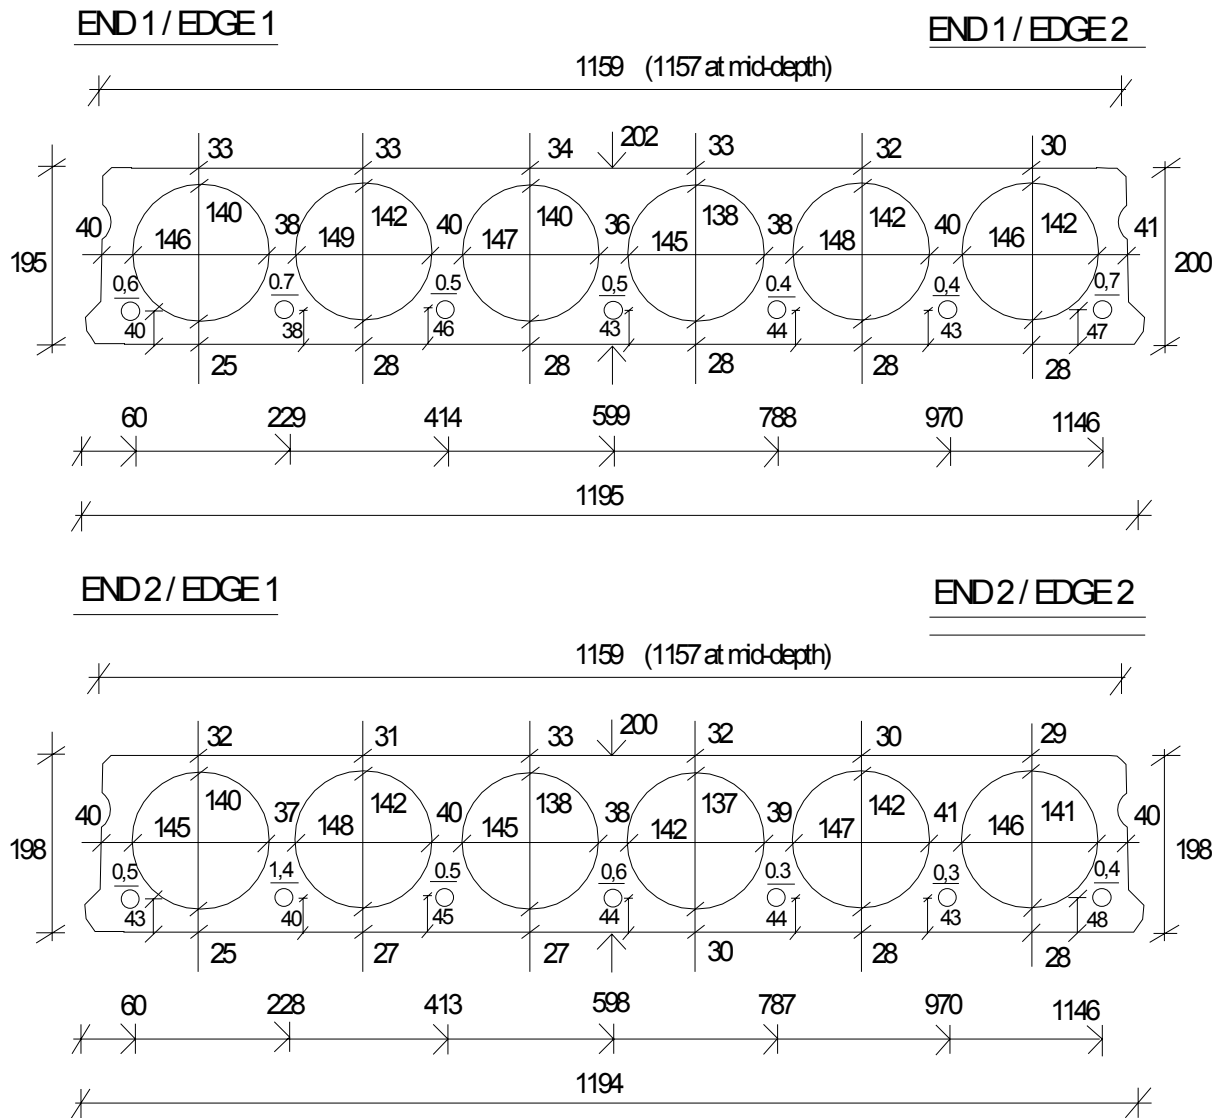 END 1 / EDGE 1 END 1 / EDGE 2
1159 (1157 at mid-depth)
33 33 34 202 33 32 30
140 142 140 138 142 142
40 38 40 36 38 40 41
146 149 147 145 148 146
195 200
0,6 0.7 0.5 0,5 0.4 0,4 0,7
40 38 46 43 44 43 47
25 28 28 28 28 28
60 229 414 599 788 970 1146
1195
END 2 / EDGE 1 END 2 / EDGE 2
1159 (1157 at mid-depth)
32 31 33 200 32 30 29
140 142 138 137 142 141
40 37 40 38 39 41 40
145 148 145 142 147 146
198 198
0,5 1,4 0.5 0,6 0.3 0,3 0,4
43 40 45 44 44 43 48
25 27 27 30 28 28
60 228 413 598 787 970 1146
1194